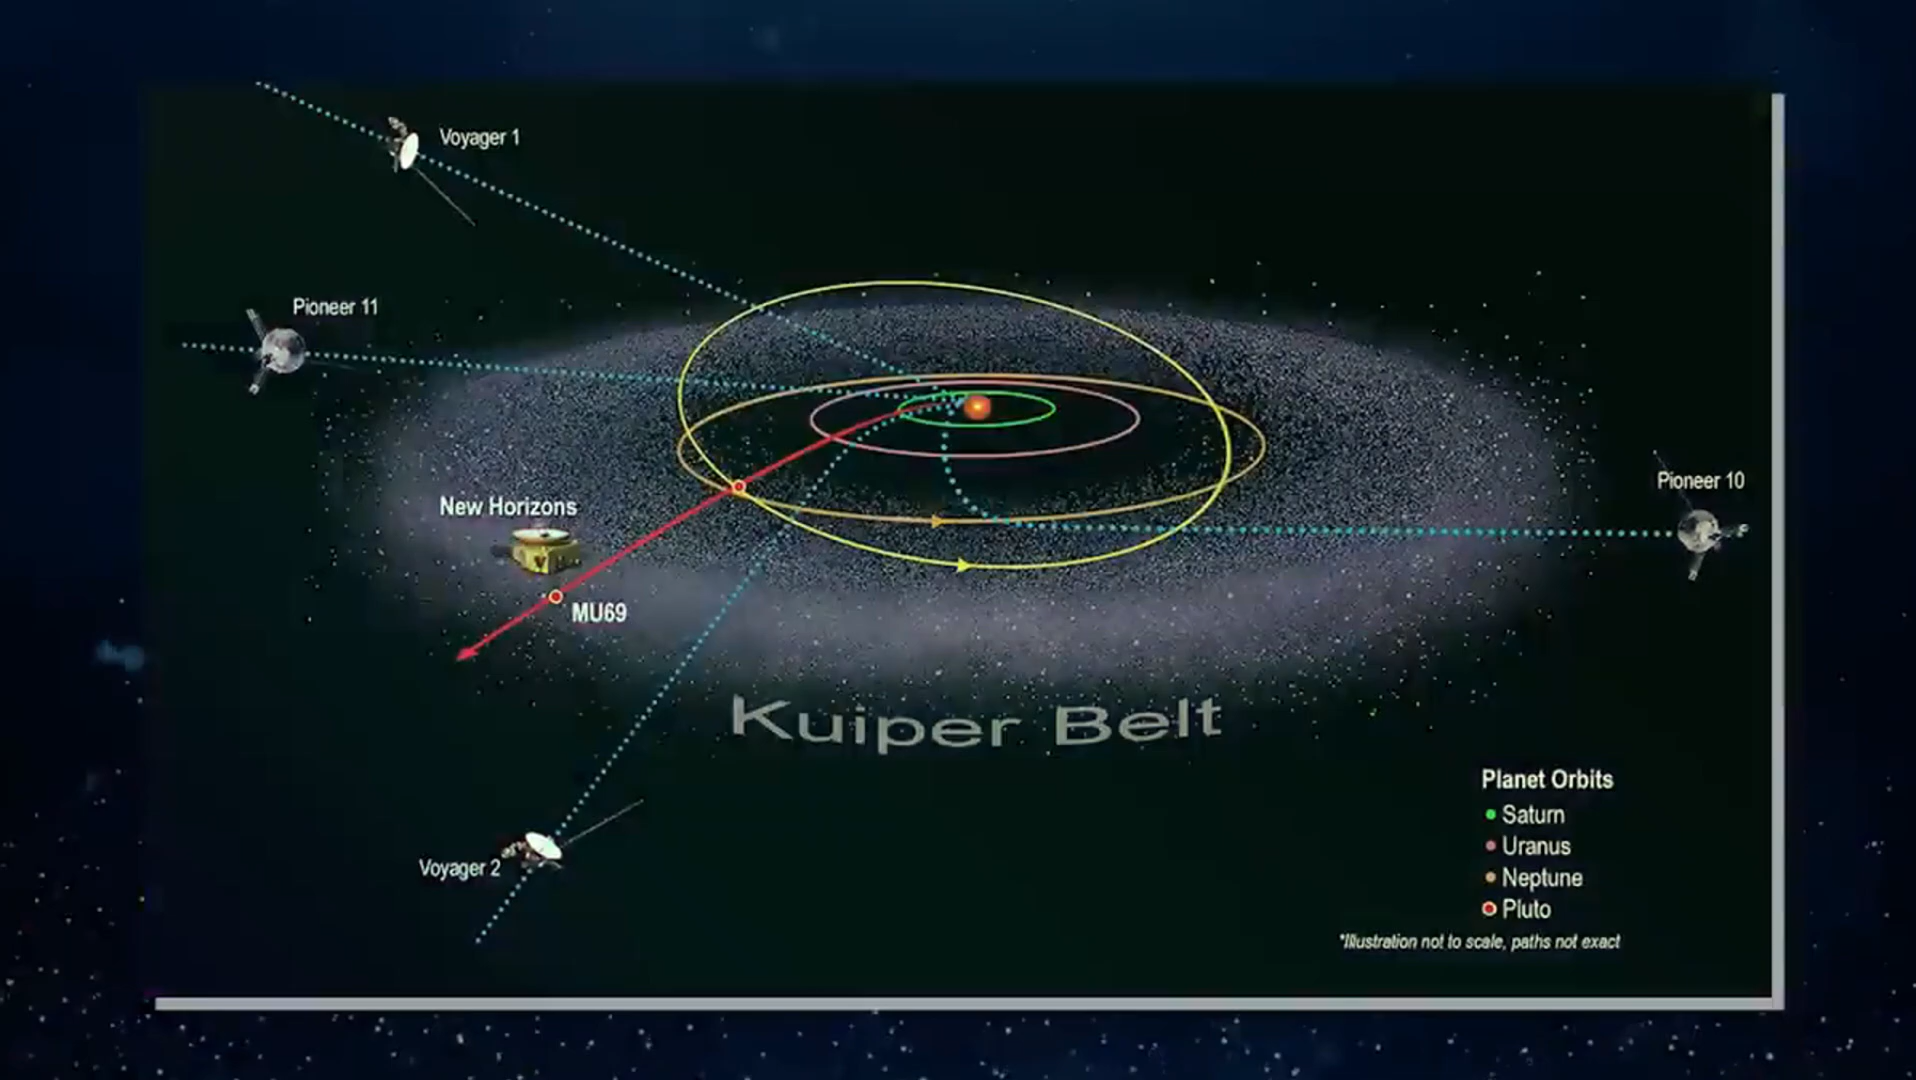 Voyager 1
Pioneer 11
Pioneer 10
New Horizons
MU69
Kuiper Belt
Voyager 2
Planet Orbits
Saturn
Uranus
Neptune
Pluto
*Illustration not to scale, paths not exact